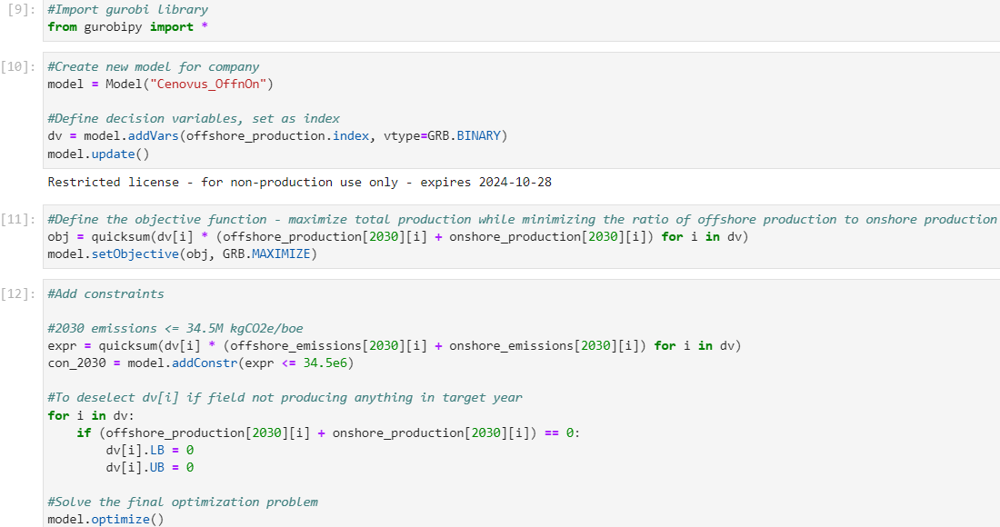 [9]: #Import gurobi library
from gurobipy import *
[10]: #Create new model for company
model = Model("Cenovus_OffnOn")
#Define decision variables, set as index
dv = model.addVars(offshore_production.index, vtype=GRB.BINARY)
model.update()
Restricted license - for non-production use only - expires 2024-10-28
[11]: #Define the objective function - maximize total production while minimizing the ratio of offshore production to onshore production
obj = quicksum(dv[i] * (offshore_production[2030][i] + onshore_production[2030][i]) for i in dv)
model.setObjective(obj, GRB.MAXIMIZE)
[12]: #Add constraints
#2030 emissions <= 34.5M kgCO2e/boe
expr = quicksum(dv[i] * (offshore_emissions[2030][i] + onshore_emissions[2030][i]) for i in dv)
con_2030 = model.addConstr(expr <= 34.5e6)
#To deselect dv[i] if field not producing anything in target year
for i in dv:
    if (offshore_production[2030][i] + onshore_production[2030][i]) == 0:
        dv[i].LB = 0
        dv[i].UB = 0
#Solve the final optimization problem
model.optimize()